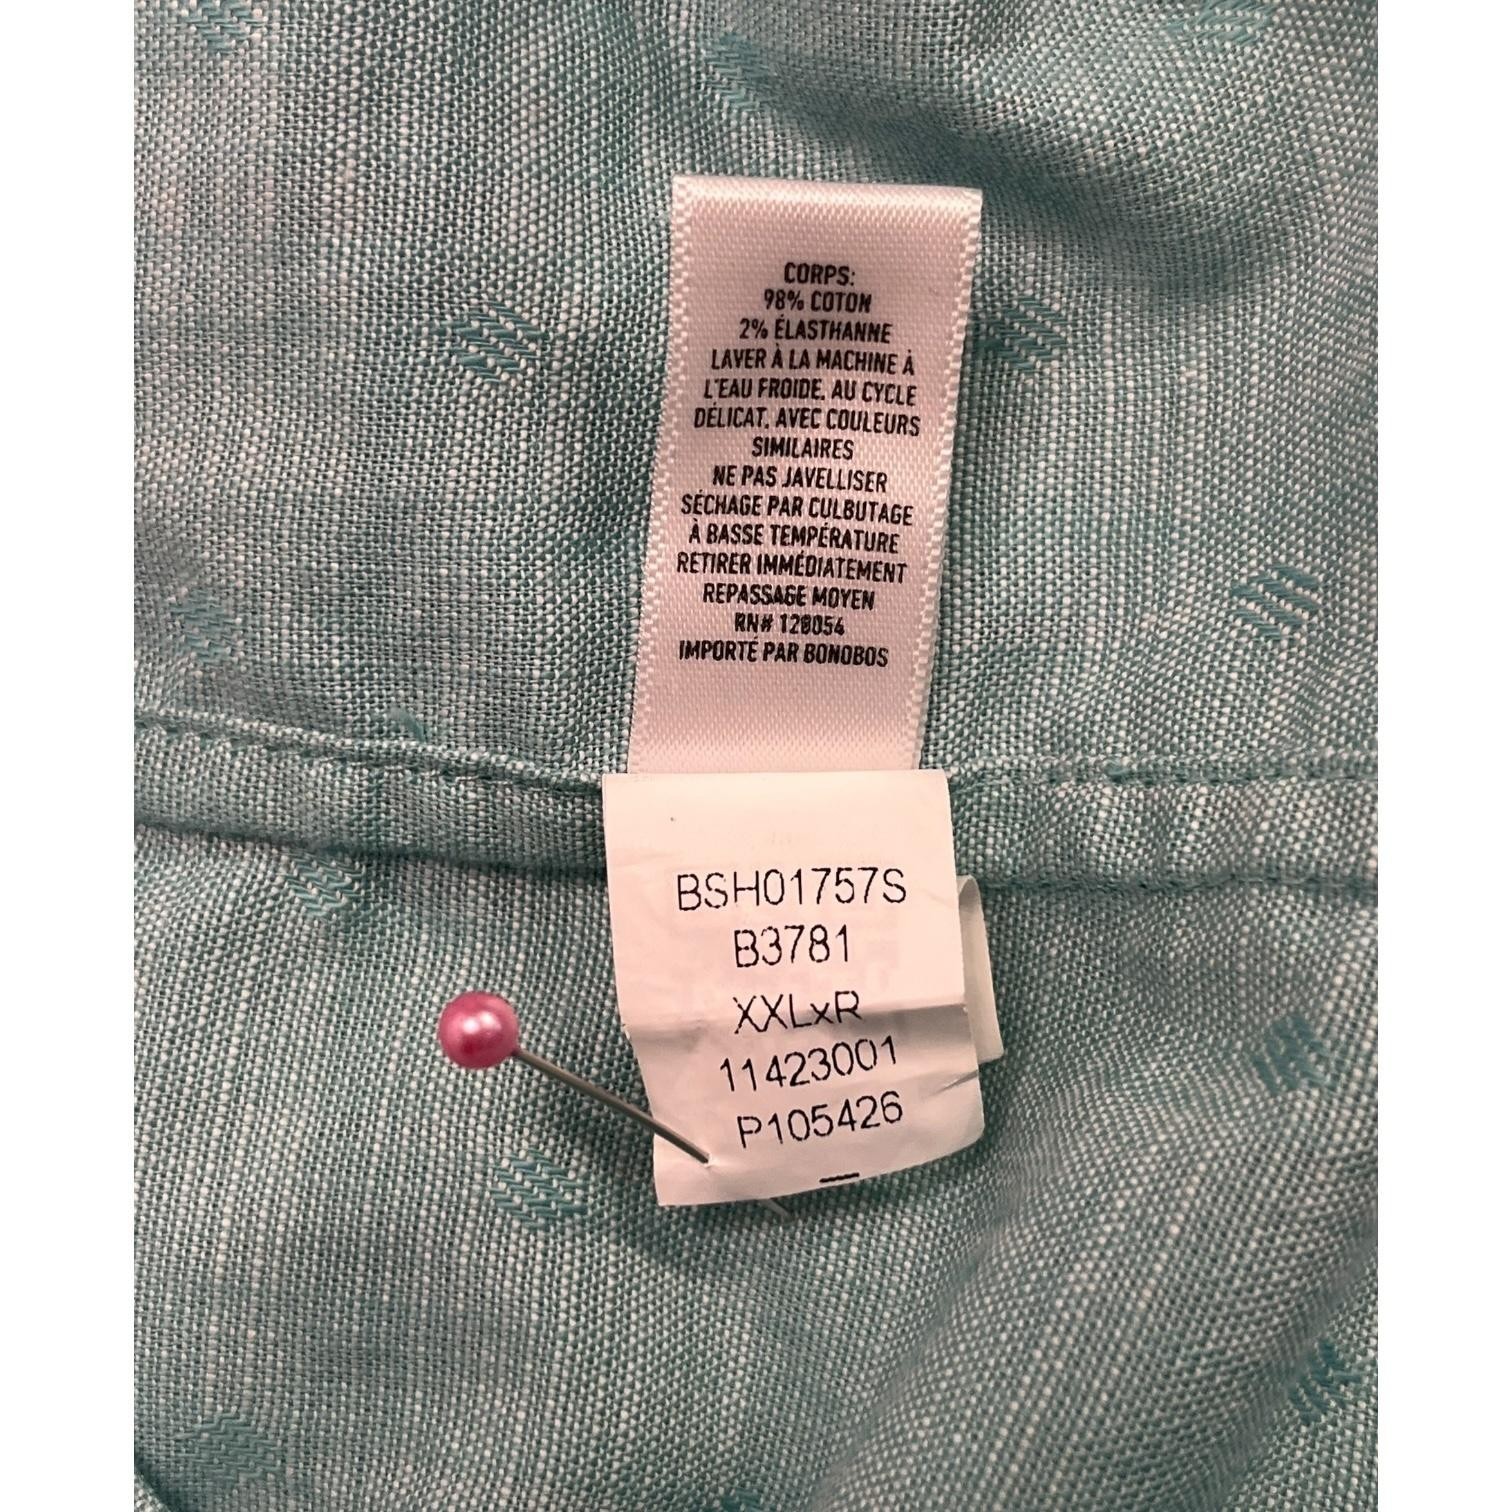 CORPS:
98% COTON
2% ÉLASTHANNE
LAVER À LA MACHINE À
L'EAU FROIDE, AU CYCLE
DÉLICAT, AVEC COULEURS
SIMILAIRES
NE PAS JAVELLISER
SÉCHAGE PAR CULBUTAGE
À BASSE TEMPÉRATURE
RETIRER IMMÉDIATEMENT
REPASSAGE MOYEN
RN# 128054
IMPORTÉ PAR BONOBOS
BSH01757S
B3781
XXLxR
11423001
P105426